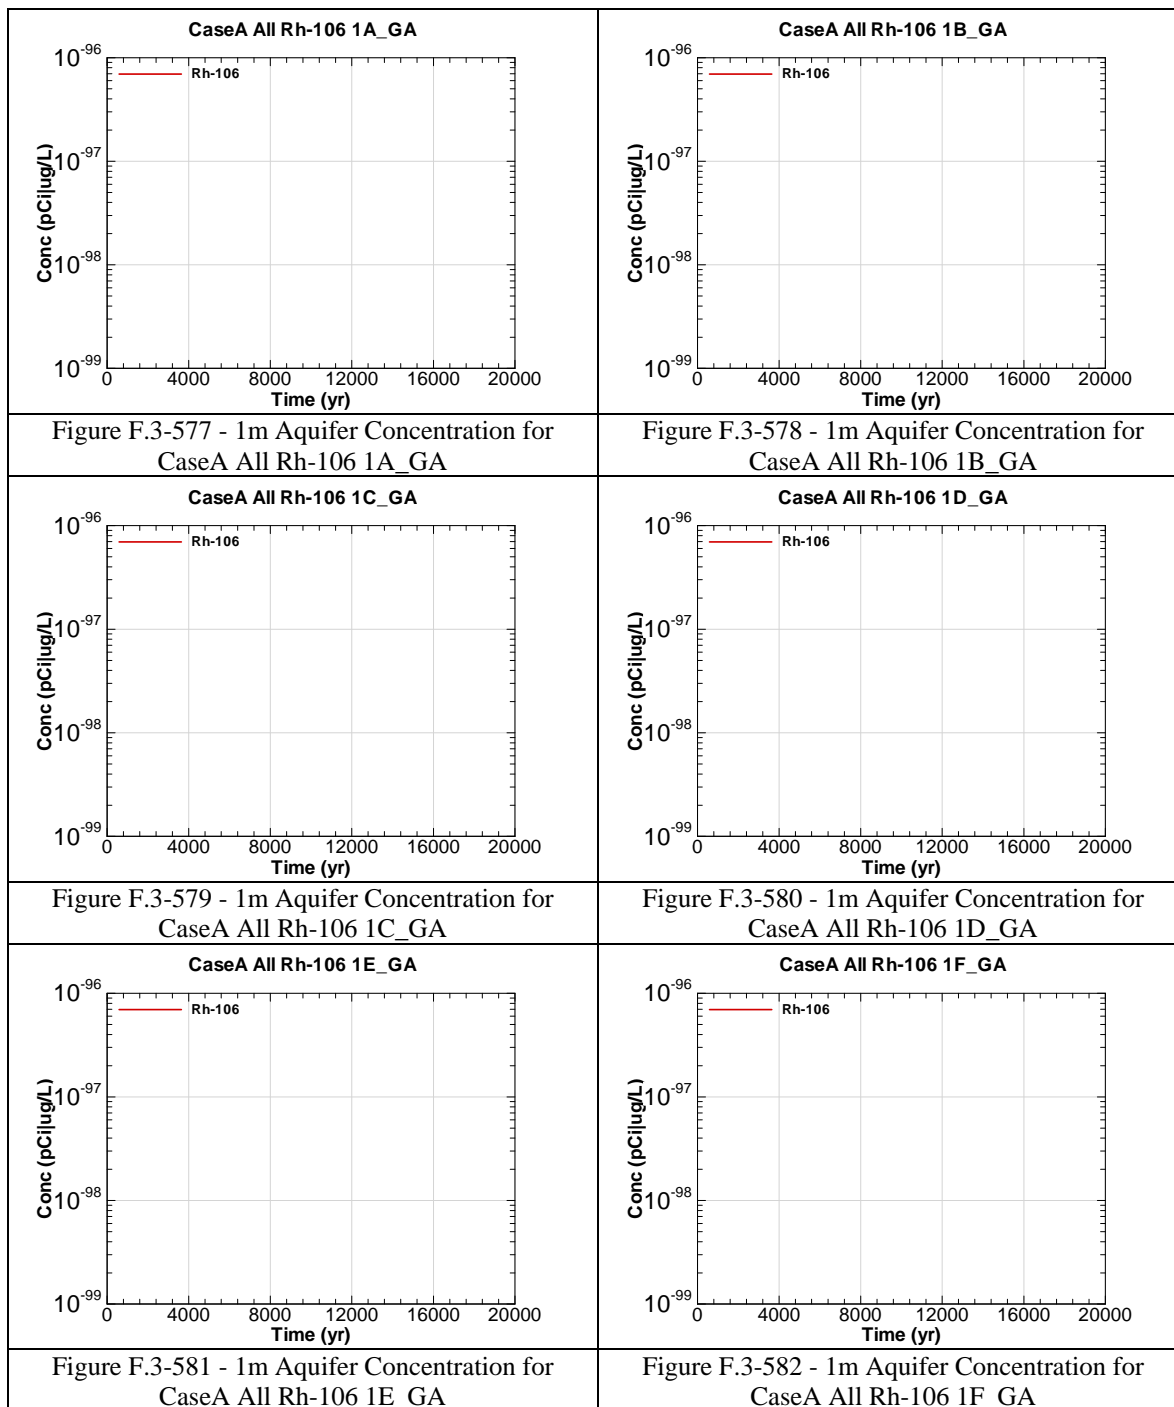 CaseA All Rh-106 1A_GA
Rh-106
Conc (pCi|ug/L)
10-96
10-97
10-98
10-99
0 4000 8000 12000 16000 20000
Time (yr)
Figure F.3-577 - 1m Aquifer Concentration for
CaseA All Rh-106 1A_GA
CaseA All Rh-106 1B_GA
Rh-106
Conc (pCi|ug/L)
10-96
10-97
10-98
10-99
0 4000 8000 12000 16000 20000
Time (yr)
Figure F.3-578 - 1m Aquifer Concentration for
CaseA All Rh-106 1B_GA
CaseA All Rh-106 1C_GA
Rh-106
Conc (pCi|ug/L)
10-96
10-97
10-98
10-99
0 4000 8000 12000 16000 20000
Time (yr)
Figure F.3-579 - 1m Aquifer Concentration for
CaseA All Rh-106 1C_GA
CaseA All Rh-106 1D_GA
Rh-106
Conc (pCi|ug/L)
10-96
10-97
10-98
10-99
0 4000 8000 12000 16000 20000
Time (yr)
Figure F.3-580 - 1m Aquifer Concentration for
CaseA All Rh-106 1D_GA
CaseA All Rh-106 1E_GA
Rh-106
Conc (pCi|ug/L)
10-96
10-97
10-98
10-99
0 4000 8000 12000 16000 20000
Time (yr)
Figure F.3-581 - 1m Aquifer Concentration for
CaseA All Rh-106 1E_GA
CaseA All Rh-106 1F_GA
Rh-106
Conc (pCi|ug/L)
10-96
10-97
10-98
10-99
0 4000 8000 12000 16000 20000
Time (yr)
Figure F.3-582 - 1m Aquifer Concentration for
CaseA All Rh-106 1F_GA